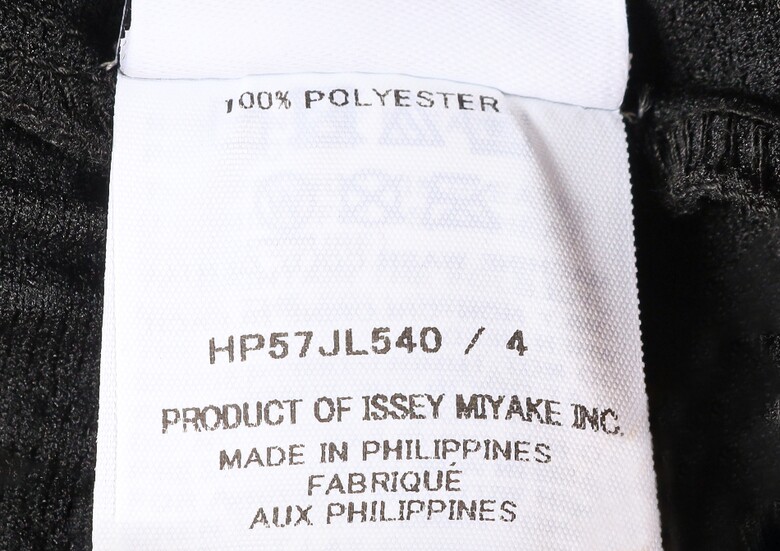 100% POLYESTER
HP57JL540 / 4
PRODUCT OF ISSEY MIYAKE INC.
MADE IN PHILIPPINES
FABRIQUÉ
AUX PHILIPPINES